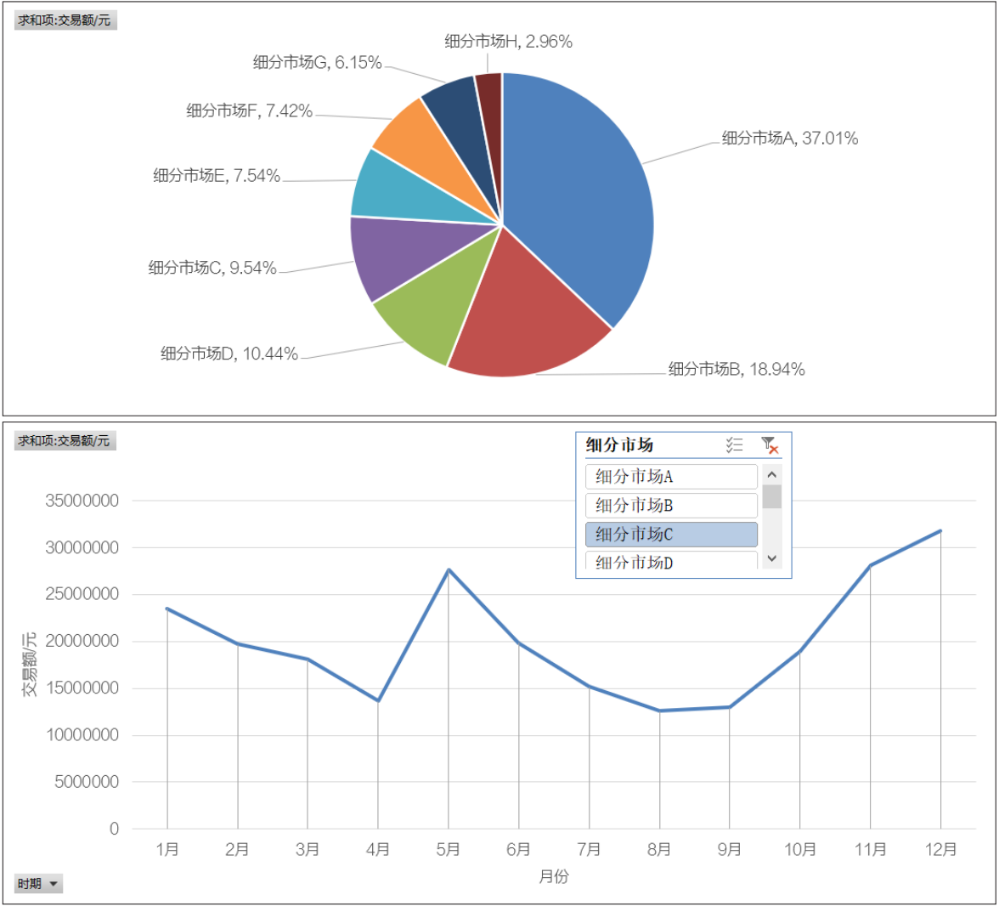 求和项:交易额/元
细分市场H, 2.96%
细分市场G, 6.15%
细分市场F, 7.42%
细分市场A, 37.01%
细分市场E, 7.54%
细分市场C, 9.54%
细分市场D, 10.44%
细分市场B, 18.94%
求和项:交易额/元
细分市场
细分市场A
细分市场B
细分市场C
细分市场D
35000000
30000000
25000000
20000000
15000000
10000000
5000000
0
交易额/元
1月 2月 3月 4月 5月 6月 7月 8月 9月 10月 11月 12月
月份
时期